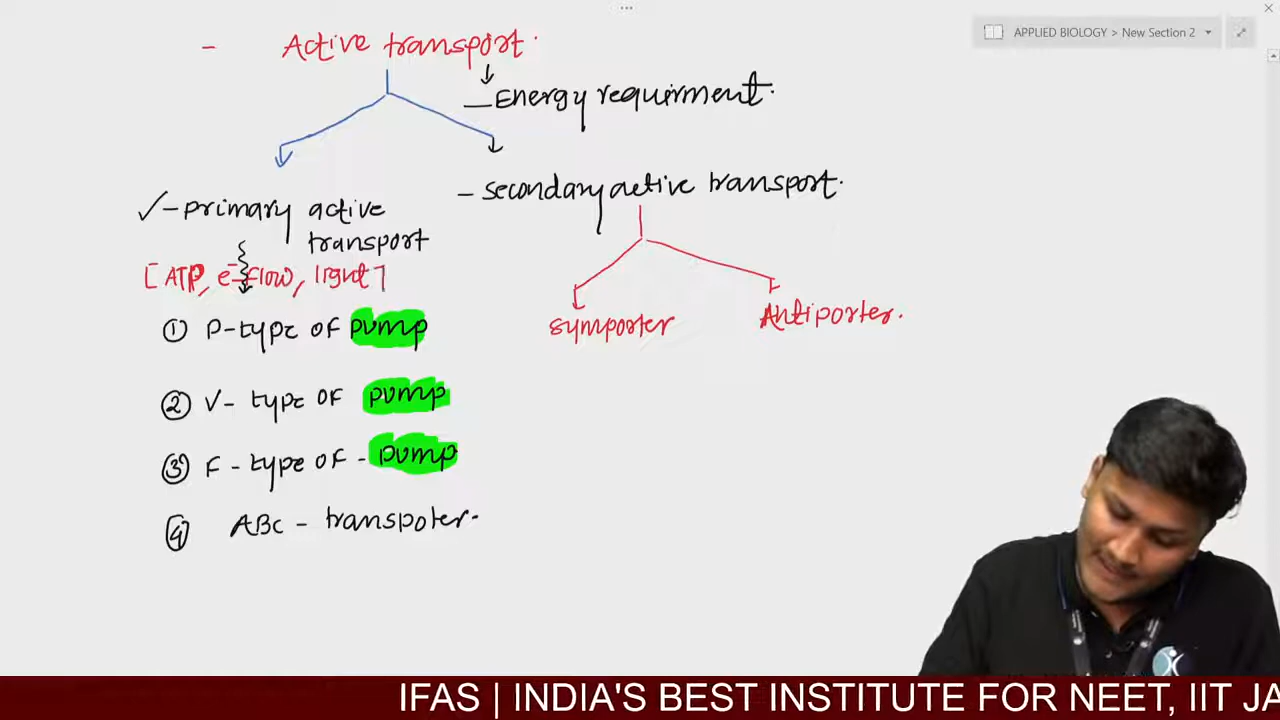 APPLIED BIOLOGY > New Section 2
- Active transport.
- Energy requirment.
✓ - primary active
transport
- secondary active transport.
[ ATP, e- flow, light ]
① P-type of pump
② V- type of pump
③ F - type of - pump
④ ABC - transpoter.
symporter
Antiporter.
IFAS | INDIA'S BEST INSTITUTE FOR NEET, IIT JA